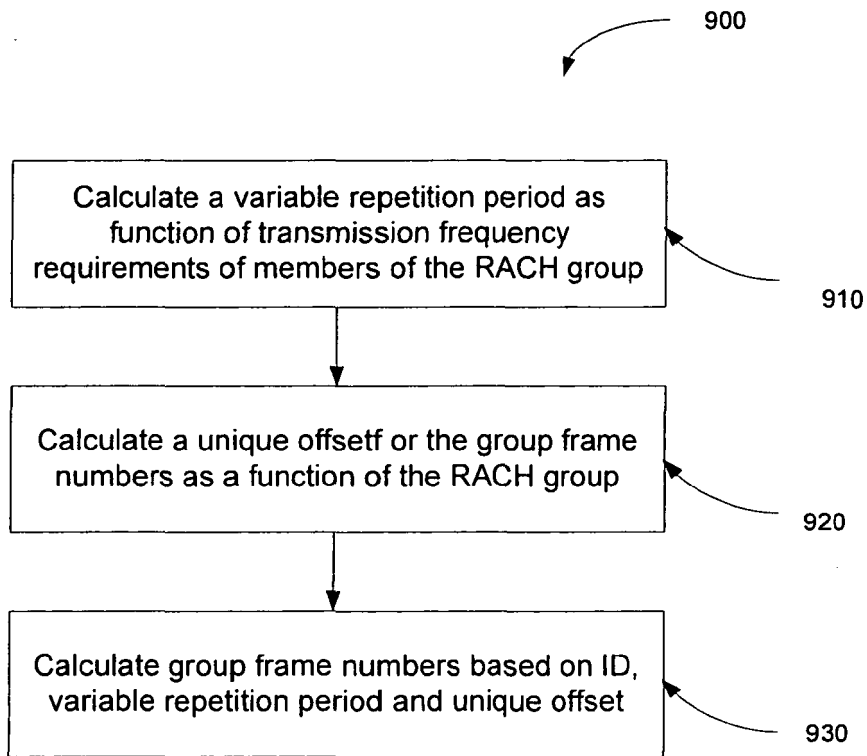 900
Calculate a variable repetition period as
function of transmission frequency
requirements of members of the RACH group
910
Calculate a unique offsetf or the group frame
numbers as a function of the RACH group
920
Calculate group frame numbers based on ID,
variable repetition period and unique offset
930